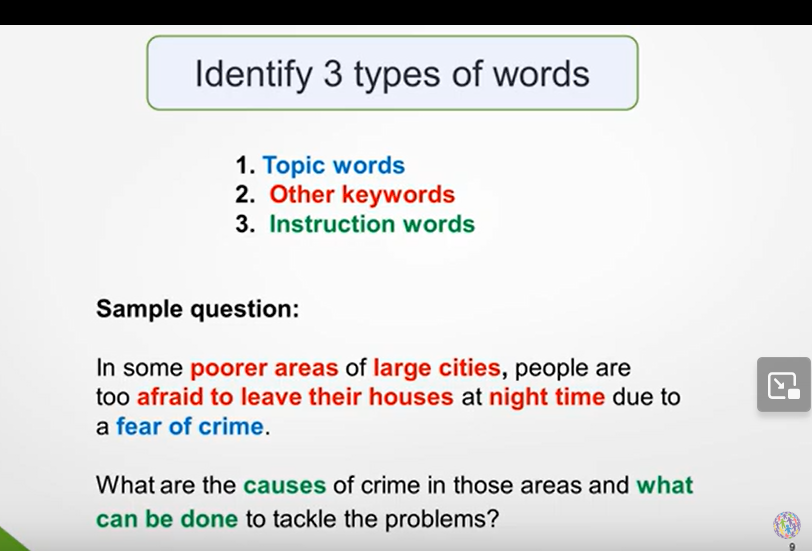 Identify 3 types of words
1. Topic words
2. Other keywords
3. Instruction words
Sample question:
In some poorer areas of large cities, people are
too afraid to leave their houses at night time due to
a fear of crime.
What are the causes of crime in those areas and what
can be done to tackle the problems?
9